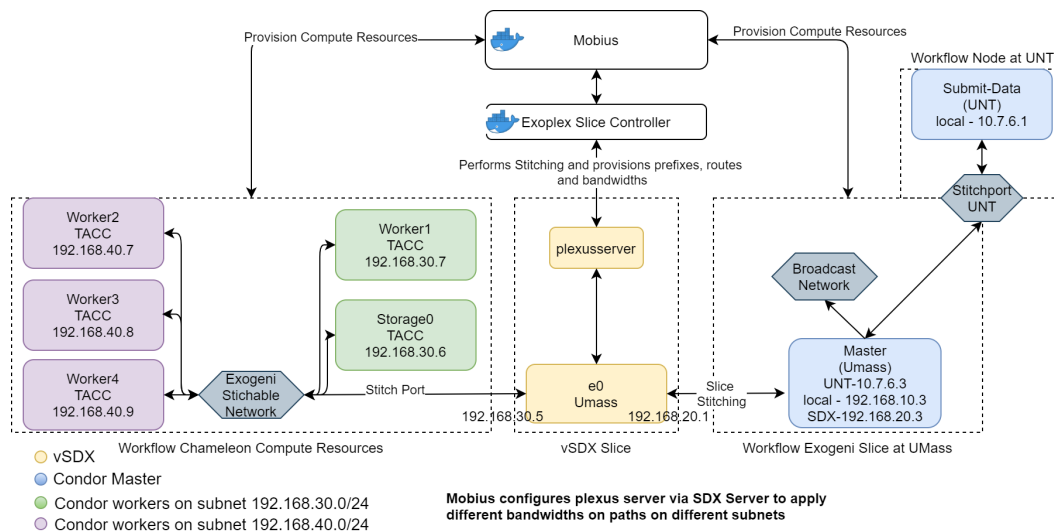 Provision Compute Resources
Mobius
Provision Compute Resources
Workflow Node at UNT
Submit-Data
(UNT)
local - 10.7.6.1
Exoplex Slice Controller
Performs Stitching and provisions prefixes, routes
and bandwidths
Stitchport
UNT
Worker2
TACC
192.168.40.7
Worker1
TACC
192.168.30.7
plexusserver
Broadcast
Network
Worker3
TACC
192.168.40.8
Storage0
TACC
192.168.30.6
Worker4
TACC
192.168.40.9
Exogeni
Stichable
Network
Stitch Port
e0
Umass
192.168.30.5
192.168.20.1
Slice
Stitching
Master
(Umass)
UNT-10.7.6.3
local - 192.168.10.3
SDX-192.168.20.3
Workflow Chameleon Compute Resources
vSDX Slice
Workflow Exogeni Slice at UMass
vSDX
Condor Master
Condor workers on subnet 192.168.30.0/24
Condor workers on subnet 192.168.40.0/24
Mobius configures plexus server via SDX Server to apply
different bandwidths on paths on different subnets